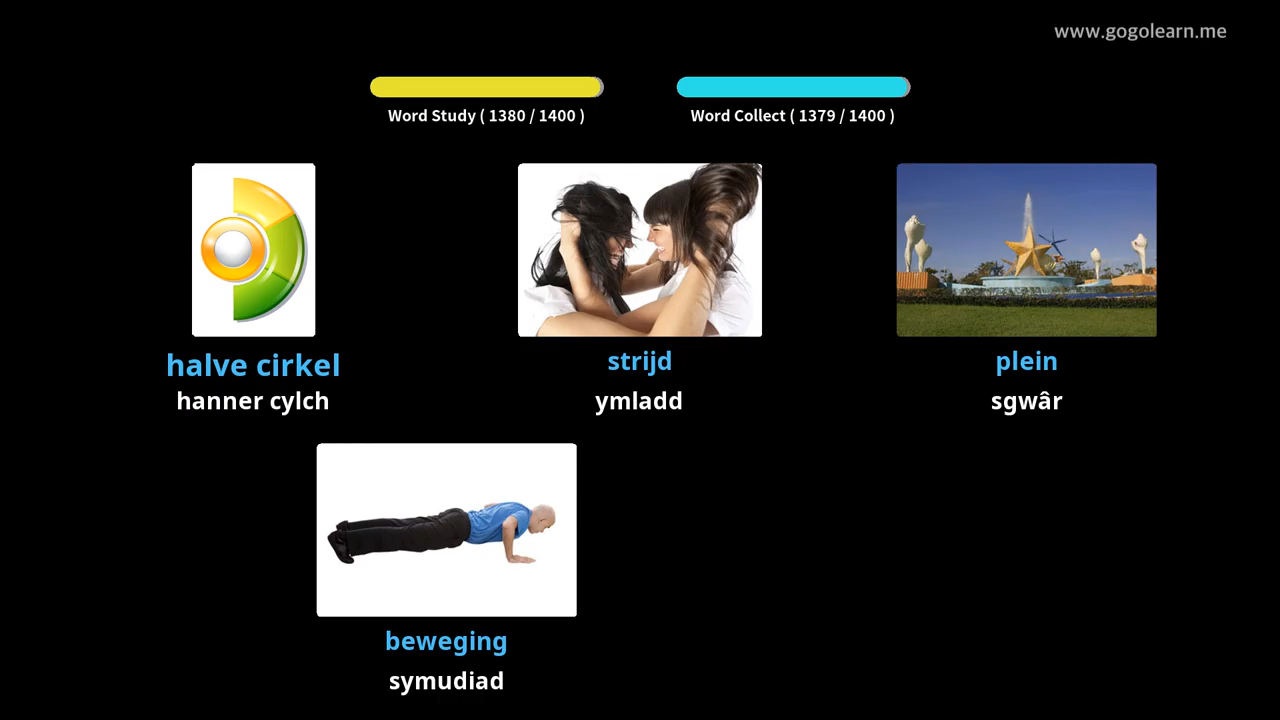 www.gogolearn.me
Word Study ( 1380 / 1400 )
Word Collect ( 1379 / 1400 )
halve cirkel
hanner cylch
strijd
ymladd
plein
sgwâr
beweging
symudiad